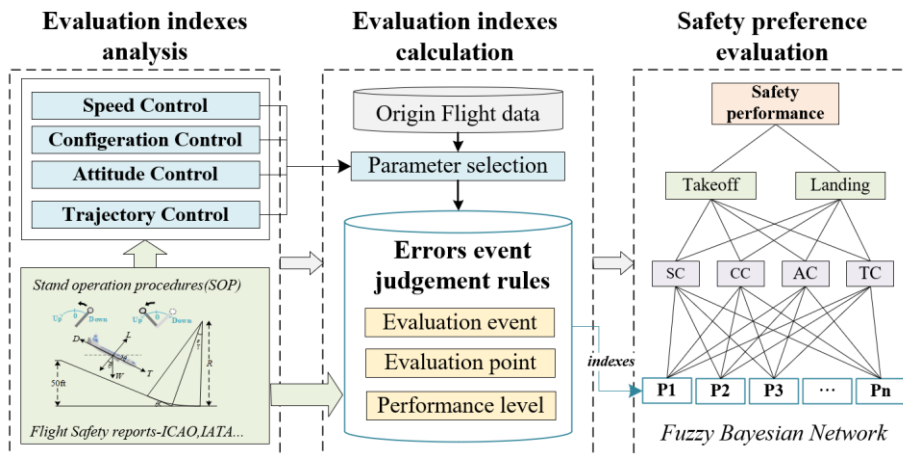 Evaluation indexes
analysis
Speed Control
Configeration Control
Attitude Control
Trajectory Control
Stand operation procedures(SOP)
Up
0
Down
Up
0
Down
D
L
W
T
R
50ft
Flight Safety reports-ICAO,IATA...
Evaluation indexes
calculation
Origin Flight data
Parameter selection
Errors event
judgement rules
Evaluation event
Evaluation point
Performance level
indexes
Safety preference
evaluation
Safety
performance
Takeoff
Landing
SC
CC
AC
TC
P1
P2
P3
...
Pn
Fuzzy Bayesian Network